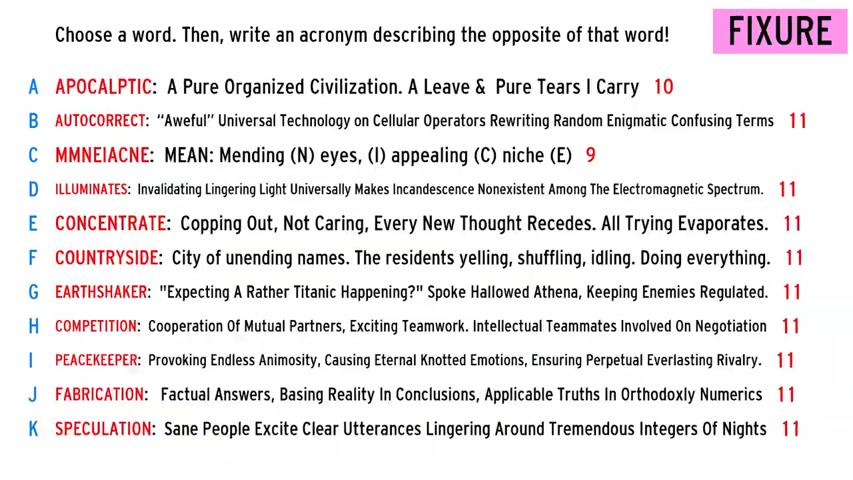 Choose a word. Then, write an acronym describing the opposite of that word!
FIXURE
A APOCALPTIC: A Pure Organized Civilization. A Leave & Pure Tears I Carry 10
B AUTOCORRECT: “Aweful” Universal Technology on Cellular Operators Rewriting Random Enigmatic Confusing Terms 11
C MMNEIACNE: MEAN: Mending (N) eyes, (I) appealing (C) niche (E) 9
D ILLUMINATES: Invalidating Lingering Light Universally Makes Incandescence Nonexistent Among The Electromagnetic Spectrum. 11
E CONCENTRATE: Copping Out, Not Caring, Every New Thought Recedes. All Trying Evaporates. 11
F COUNTRYSIDE: City of unending names. The residents yelling, shuffling, idling. Doing everything. 11
G EARTHSHAKER: "Expecting A Rather Titanic Happening?" Spoke Hallowed Athena, Keeping Enemies Regulated. 11
H COMPETITION: Cooperation Of Mutual Partners, Exciting Teamwork. Intellectual Teammates Involved On Negotiation 11
I PEACEKEEPER: Provoking Endless Animosity, Causing Eternal Knotted Emotions, Ensuring Perpetual Everlasting Rivalry. 11
J FABRICATION: Factual Answers, Basing Reality In Conclusions, Applicable Truths In Orthodoxly Numerics 11
K SPECULATION: Sane People Excite Clear Utterances Lingering Around Tremendous Integers Of Nights 11